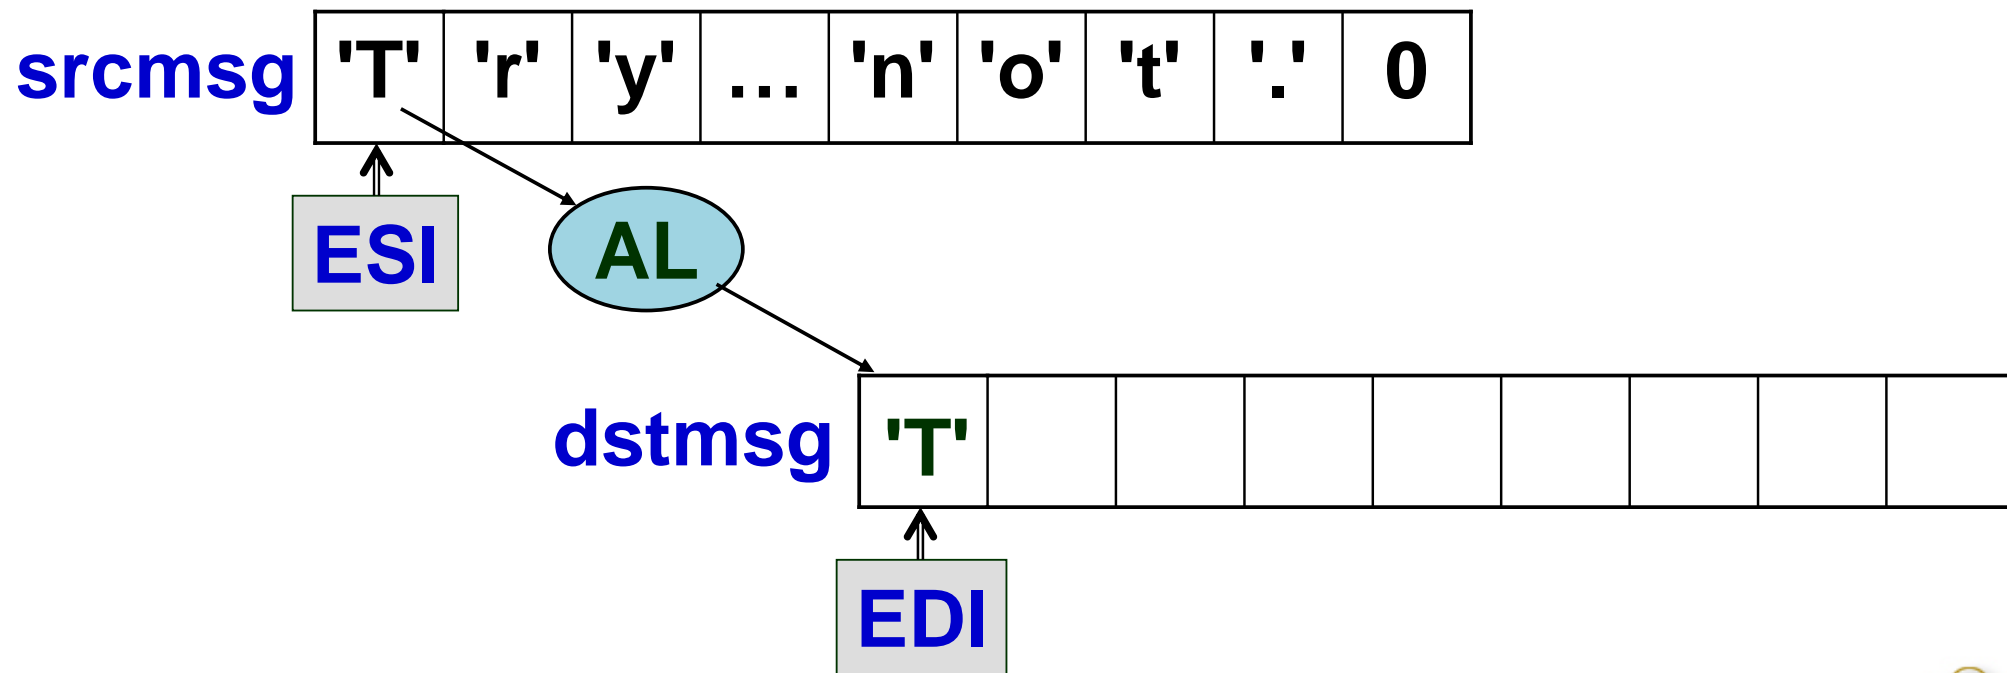 srcmsg 'T' 'r' 'y' ... 'n' 'o' 't' '.' 0
ESI
AL
dstmsg 'T'
EDI